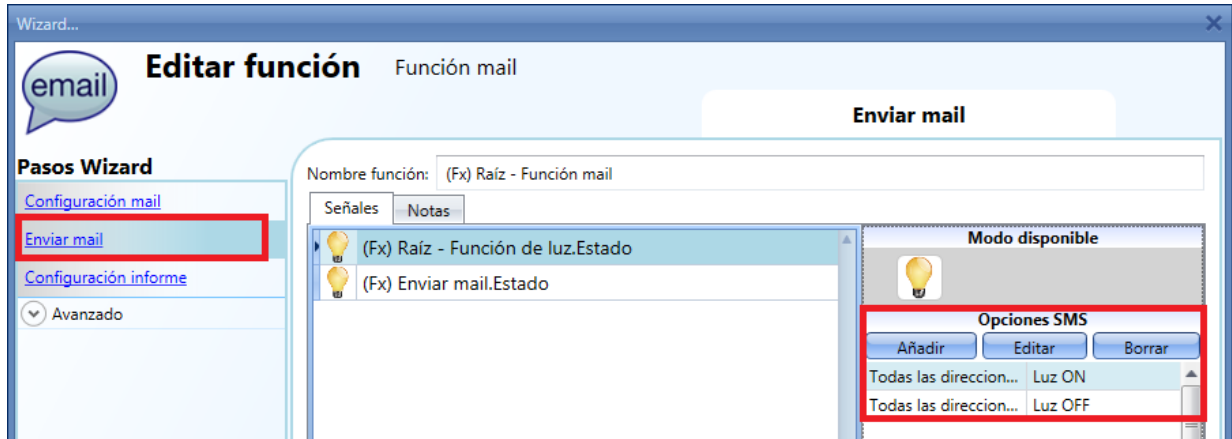 Wizard...
email
Editar función Función mail
Enviar mail
Pasos Wizard
Configuración mail
Enviar mail
Configuración informe
Avanzado
Nombre función: (Fx) Raíz - Función mail
Señales Notas
(Fx) Raíz - Función de luz.Estado
(Fx) Enviar mail.Estado
Modo disponible
Opciones SMS
Añadir Editar Borrar
Todas las direccion... Luz ON
Todas las direccion... Luz OFF